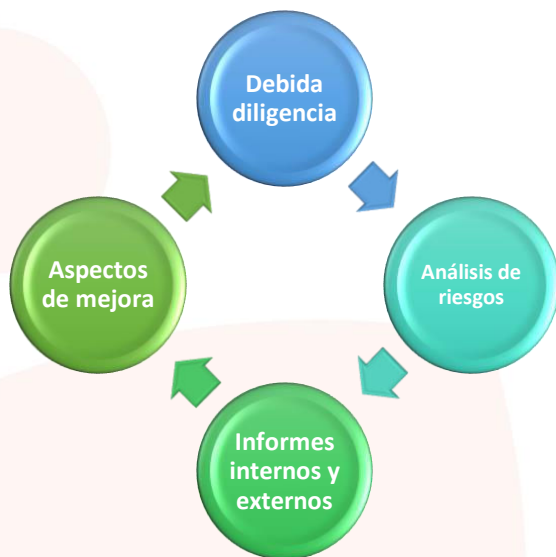 Debida
diligencia
Análisis de
riesgos
Informes
internos y
externos
Aspectos
de mejora